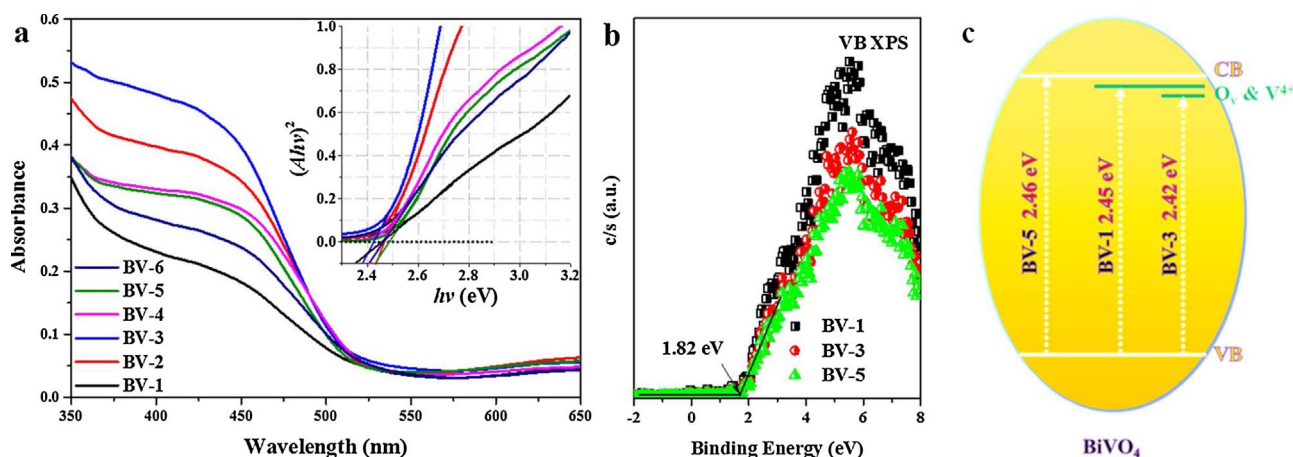 a
0.6
0.5
0.4
0.3
0.2
0.1
0.0
Absorbance
350
400
450
500
550
600
650
Wavelength (nm)
BV-6
BV-5
BV-4
BV-3
BV-2
BV-1
1.0
0.8
0.6
0.4
0.2
0.0
(Ahν)²
2.4
2.6
2.8
3.0
3.2
hν (eV)
b
VB XPS
c/s (a.u.)
1.82 eV
BV-1
BV-3
BV-5
-2
0
2
4
6
8
Binding Energy (eV)
c
CB
Oᵥ & V⁴⁺
BV-5 2.46 eV
BV-1 2.45 eV
BV-3 2.42 eV
VB
BiVO₄